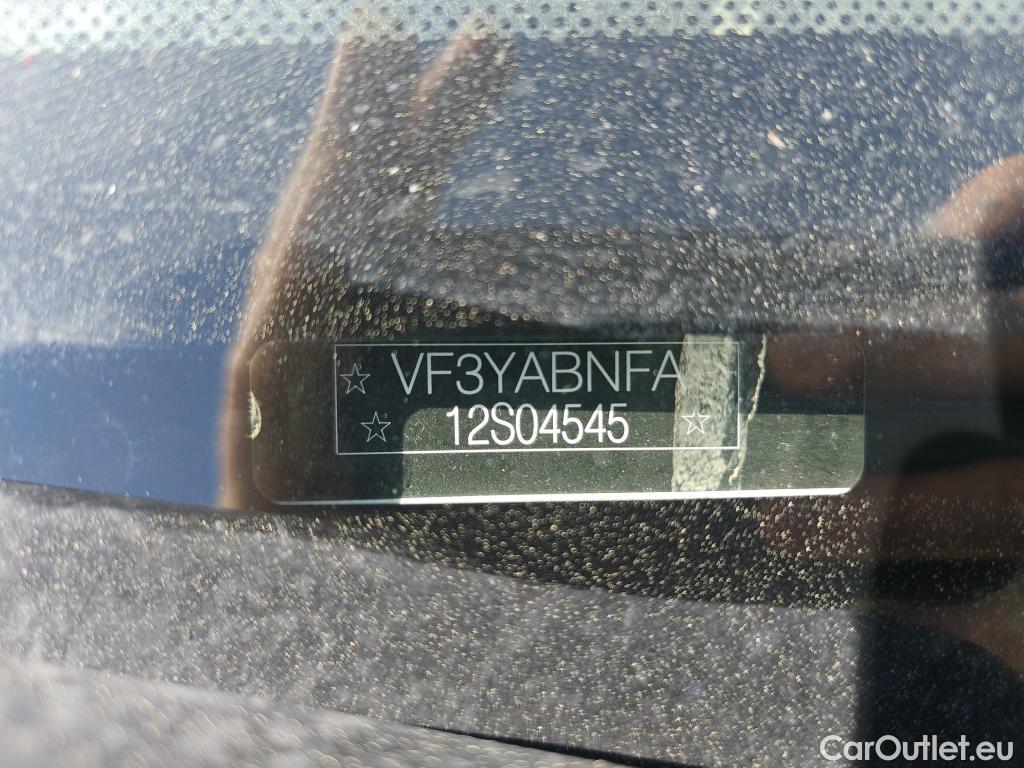 ☆ VF3YABNFA
☆ 12S04545 ☆
CarOutlet.eu